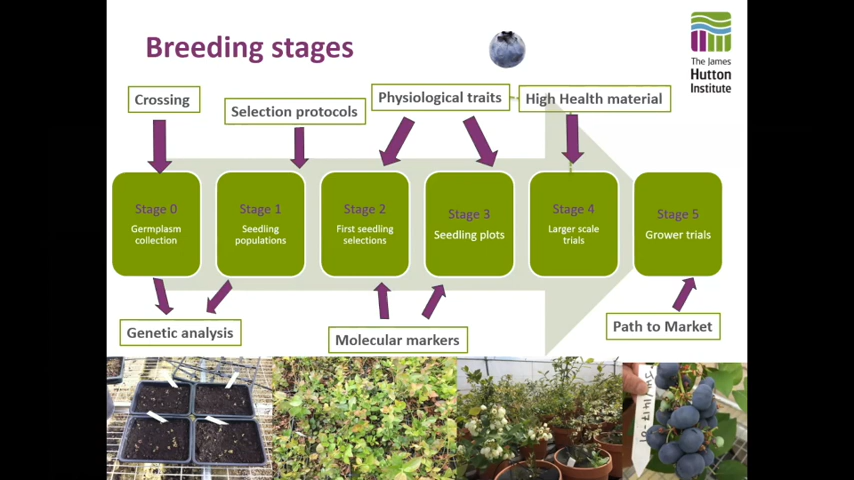 Breeding stages
The James
Hutton
Institute
Crossing
Selection protocols
Physiological traits
High Health material
Stage 0
Germplasm
collection
Stage 1
Seedling
populations
Stage 2
First seedling
selections
Stage 3
Seedling plots
Stage 4
Larger scale
trials
Stage 5
Grower trials
Genetic analysis
Molecular markers
Path to Market